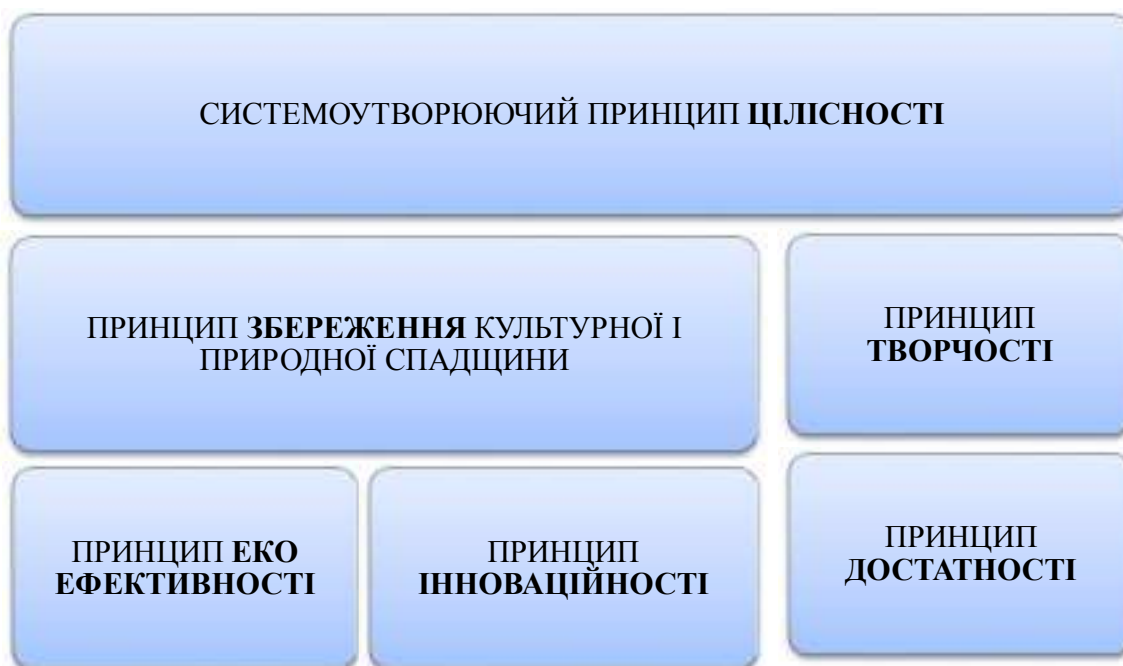 СИСТЕМОУТВОРЮЮЧИЙ ПРИНЦИП ЦІЛІСНОСТІ
ПРИНЦИП ЗБЕРЕЖЕННЯ КУЛЬТУРНОЇ І
ПРИРОДНОЇ СПАДЩИНИ
ПРИНЦИП
ТВОРЧОСТІ
ПРИНЦИП ЕКО
ЕФЕКТИВНОСТІ
ПРИНЦИП
ІННОВАЦІЙНОСТІ
ПРИНЦИП
ДОСТАТНОСТІ